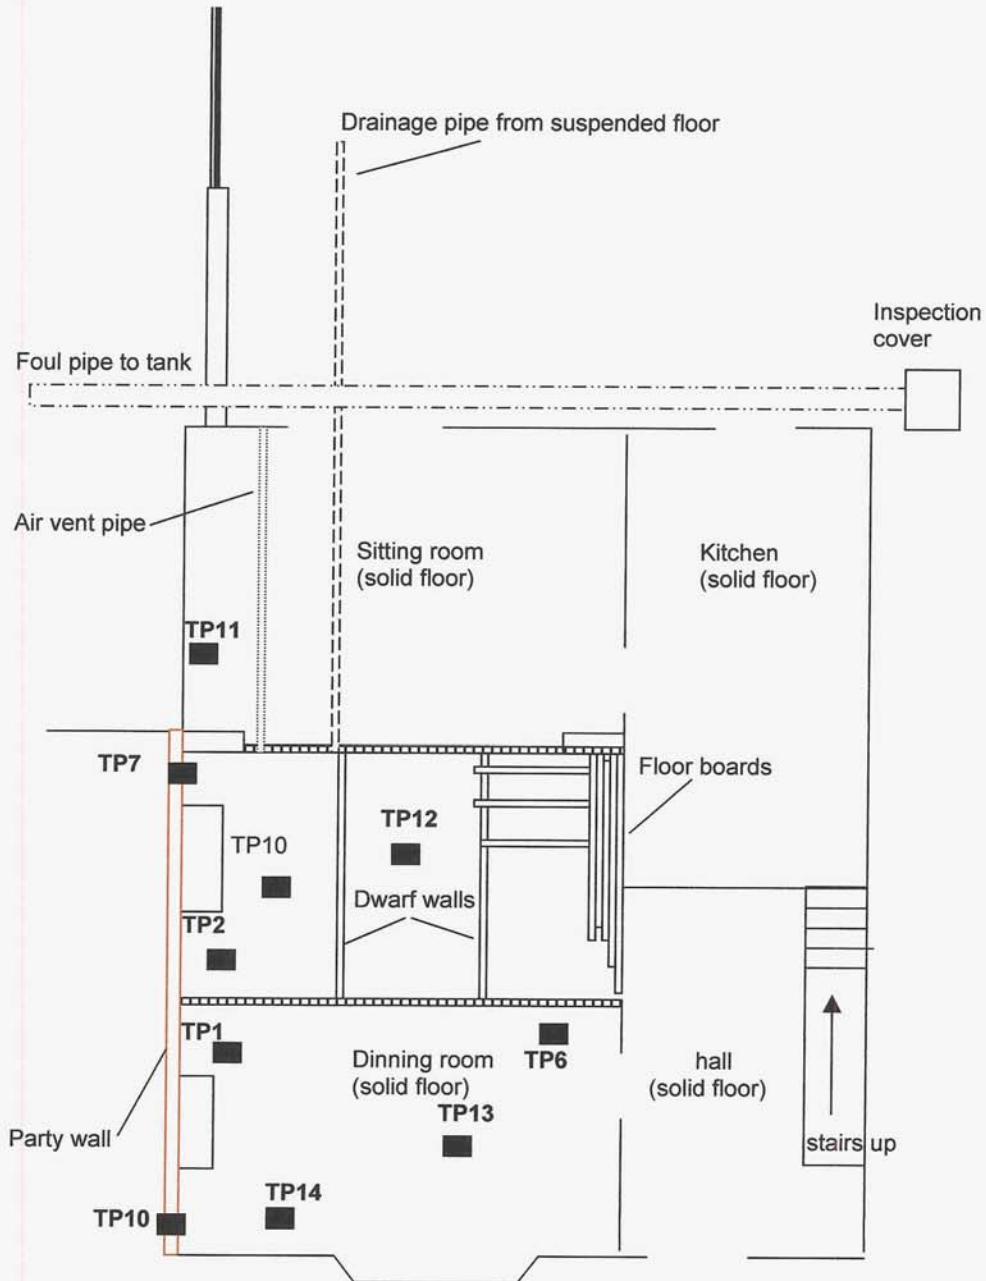 Drainage pipe from suspended floor
Inspection
cover
Foul pipe to tank
Air vent pipe
Sitting room
(solid floor)
Kitchen
(solid floor)
TP11
TP7
Floor boards
TP12
TP10
Dwarf walls
TP2
TP1
Dinning room
(solid floor)
TP6
hall
(solid floor)
TP13
Party wall
stairs up
TP14
TP10